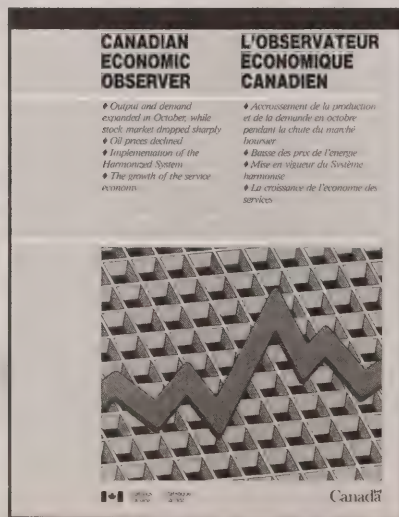 CANADIAN
ECONOMIC
OBSERVER
♦ Output and demand
expanded in October, while
stock market dropped sharply
♦ Oil prices declined
♦ Implementation of the
Harmonized System
♦ The growth of the service
economy
L'OBSERVATEUR
ÉCONOMIQUE
CANADIEN
♦ Accroissement de la production
et de la demande en octobre
pendant la chute du marché
boursier
♦ Baisse des prix de l'énergie
♦ Mise en vigueur du Système
harmonisé
♦ La croissance de l'économie des
services
Canada